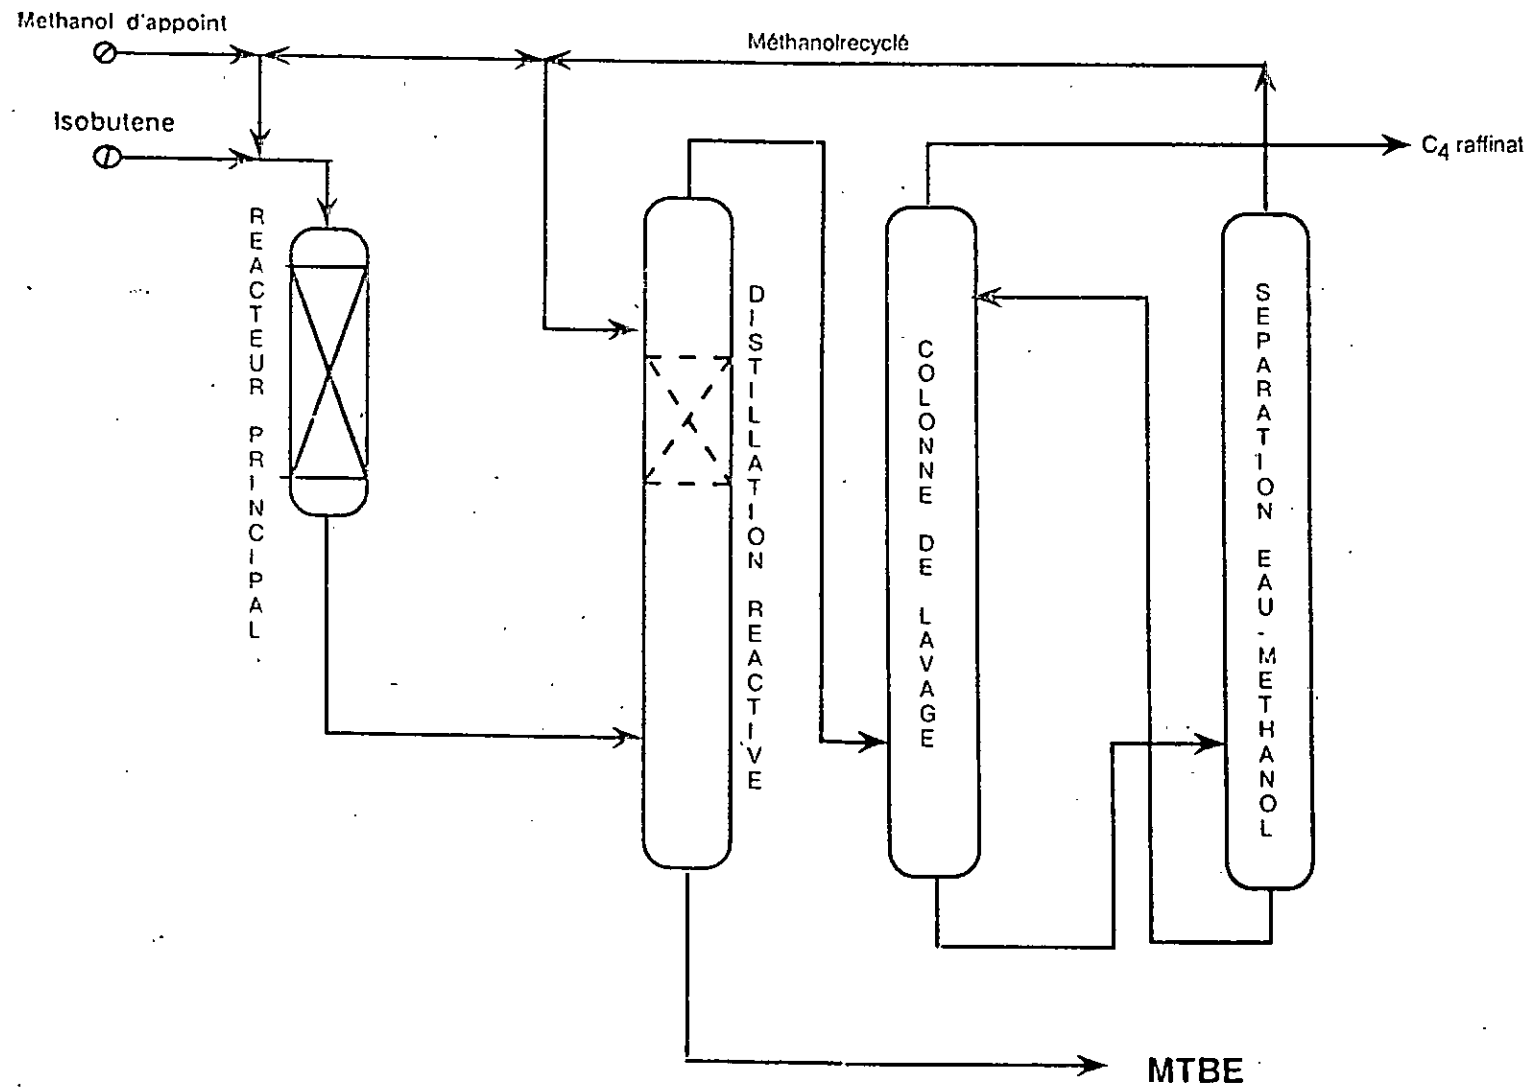 Methanol d'appoint
Méthanolrecyclé
Isobutene
C4 raffinat
REACTEUR PRINCIPAL
DISTILLATION REACTIVE
COLONNE DE LAVAGE
SEPARATION EAU-METHANOL
MTBE